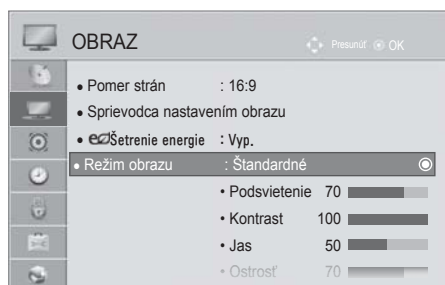 OBRAZ
Presunúť OK
• Pomer strán : 16:9
• Sprievodca nastavením obrazu
• eco Šetrenie energie : Vyp.
• Režim obrazu : Štandardné
• Podsvietenie 70
• Kontrast 100
• Jas 50
• Ostrosť 70